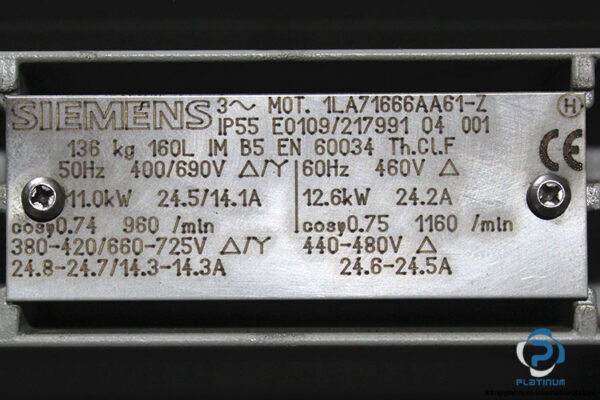 SIEMENS 3~ MOT. 1LA71666AA61-Z H
IP55 E0109/217991 04 001
136 kg 160L IM B5 EN 60034 Th.Cl.F
CE
50Hz 400/690V Δ/Y 60Hz 460V Δ
11.0kW 24.5/14.1A 12.6kW 24.2A
cosφ0.74 960 /min cosφ0.75 1160 /min
380-420/660-725V Δ/Y 440-480V Δ
24.8-24.7/14.3-14.3A 24.6-24.5A
PLATINUM